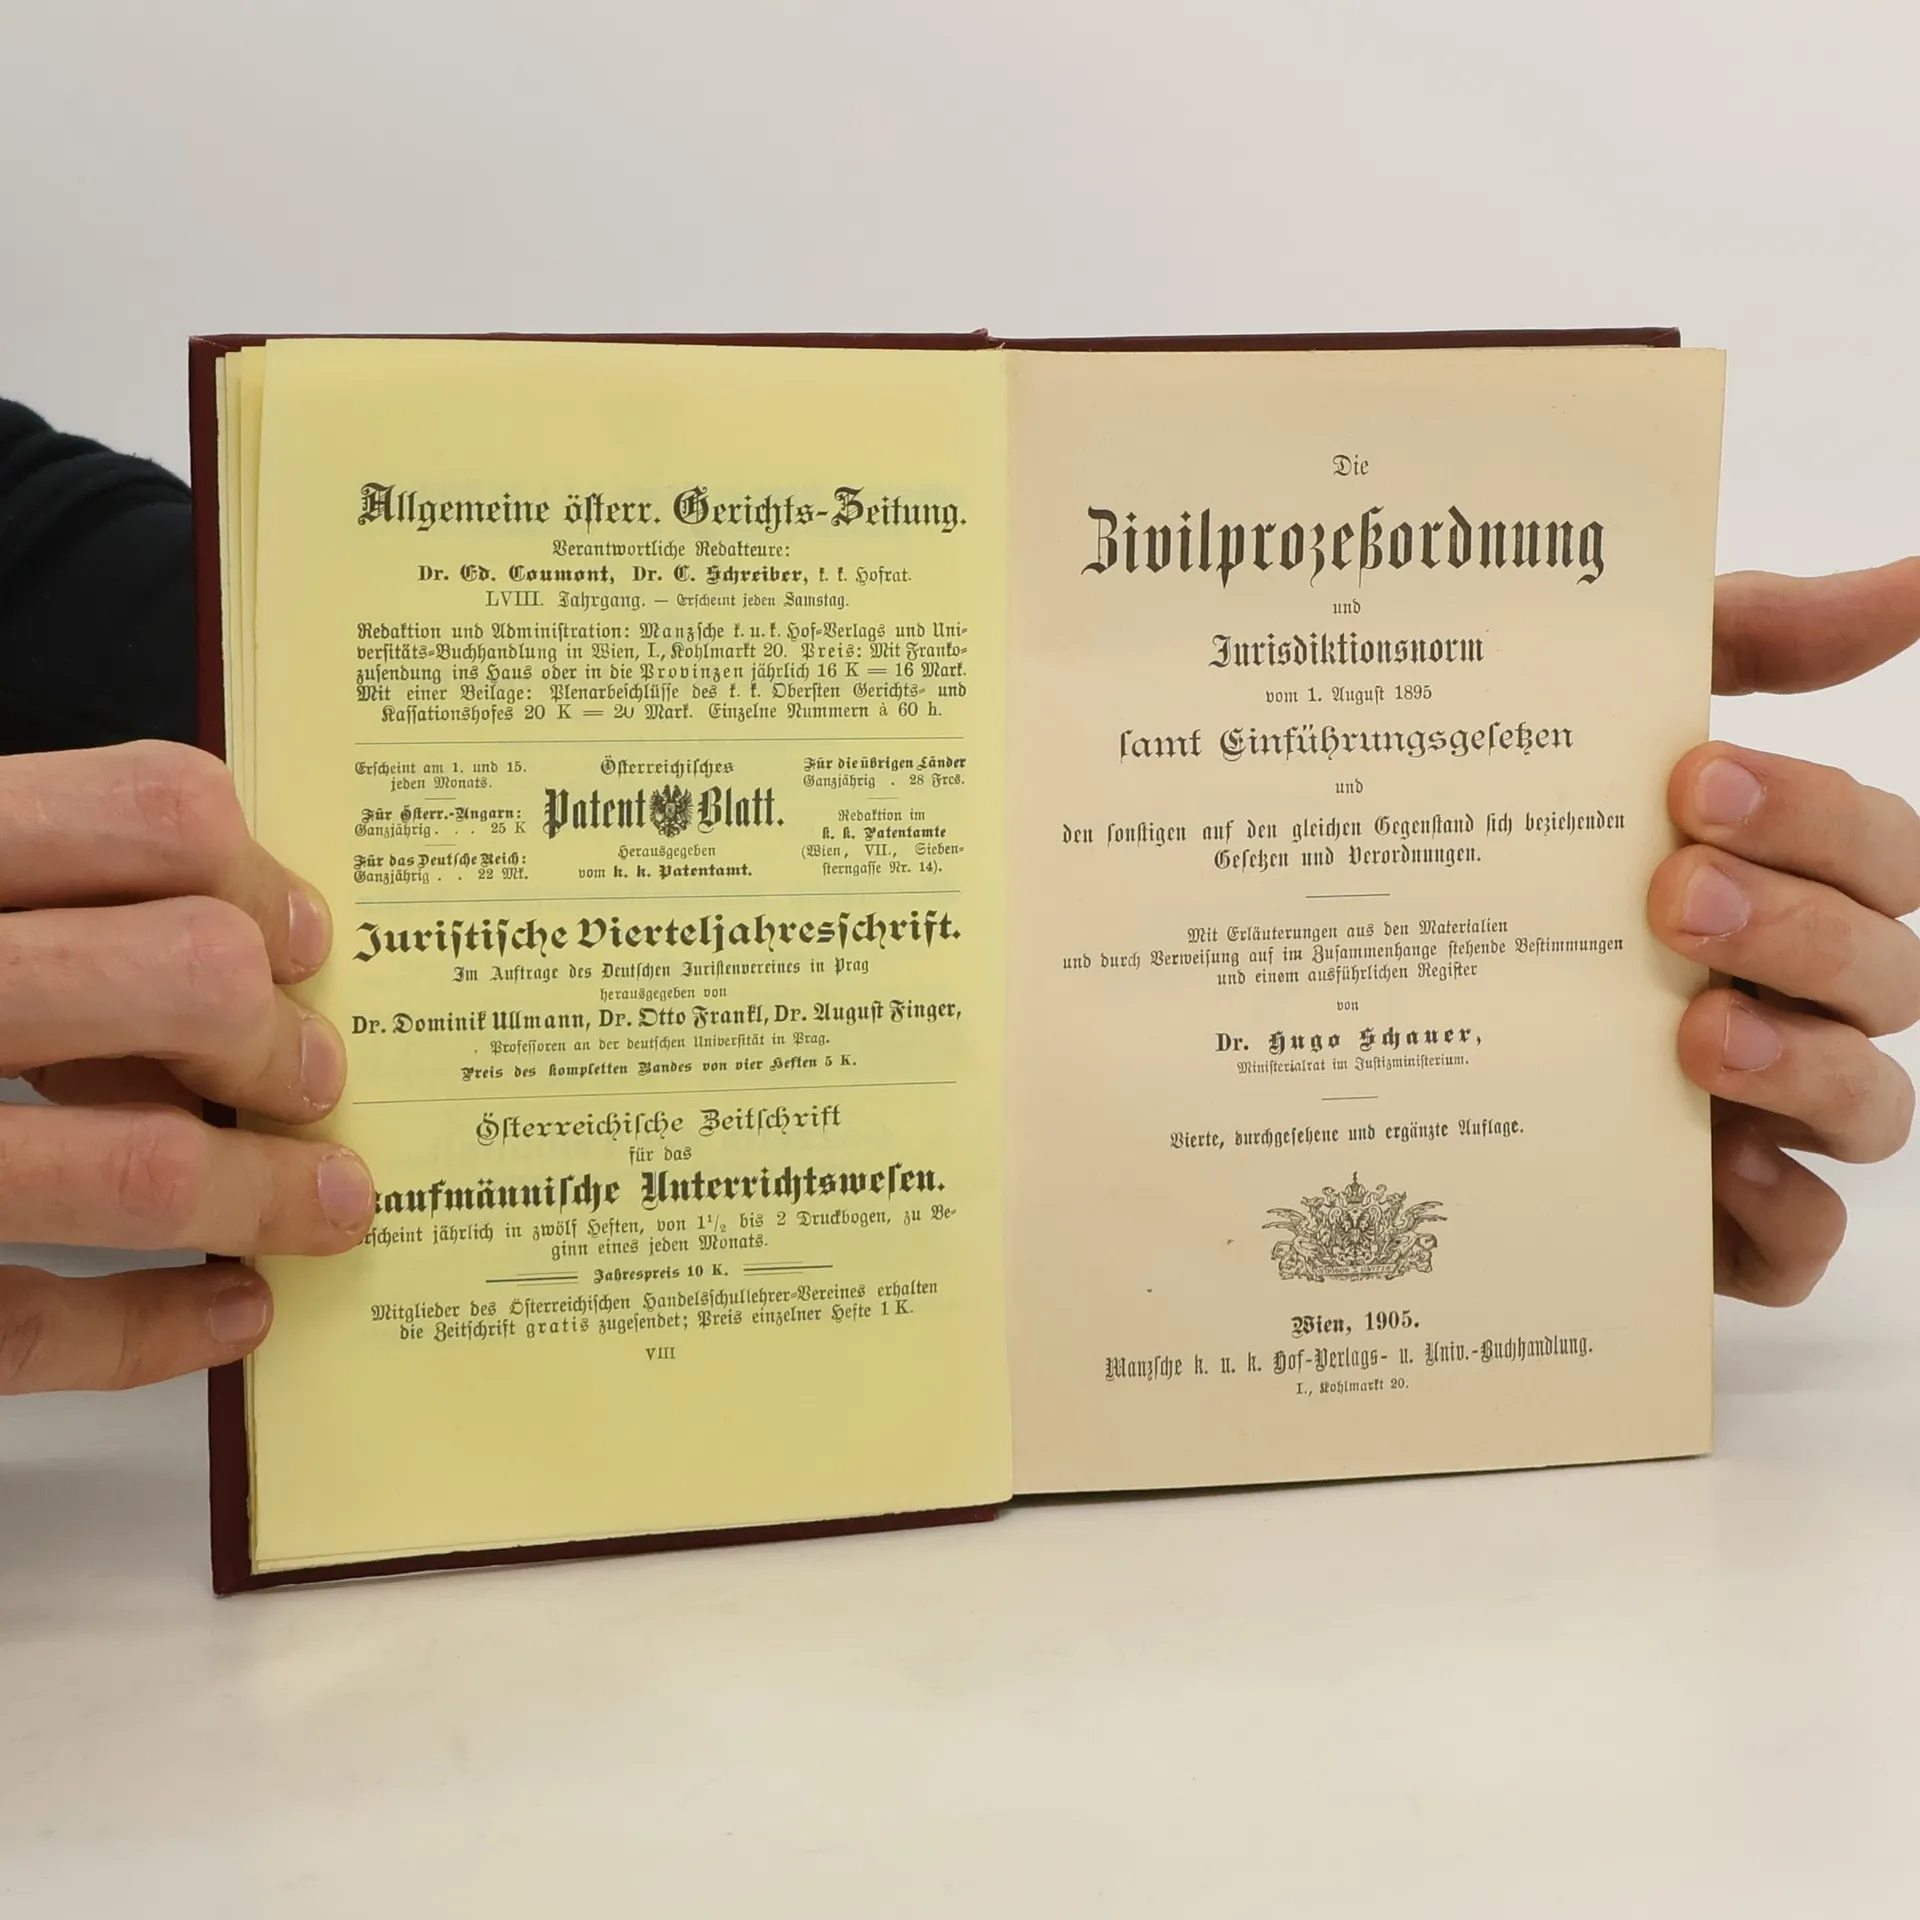 Allgemeine österr. Gerichts-Zeitung.
Verantwortliche Redakteure:
Dr. Ed. Coumont, Dr. C. Schreiber, k. k. Hofrat.
LVIII. Jahrgang. — Erscheint jeden Samstag.
Redaktion und Administration: Manzsche k. u. k. Hof-Verlags und Uni-
versitäts-Buchhandlung in Wien, I., Kohlmarkt 20. Preis: Mit Franko-
zusendung ins Haus oder in die Provinzen jährlich 16 K = 16 Mark.
Mit einer Beilage: Plenarbeschlüsse des k. k. Obersten Gerichts- und
Kassationshofes 20 K = 20 Mark. Einzelne Nummern à 60 h.
Erscheint am 1. und 15.
jeden Monats.
Für Österr.-Ungarn:
Ganzjährig . . . 25 K
Für das Deutsche Reich:
Ganzjährig . . 22 Mk.
Österreichisches
Patent Blatt.
Herausgegeben
vom k. k. Patentamt.
Für die übrigen Länder
Ganzjährig . 28 Frcs.
Redaktion im
k. k. Patentamte
(Wien, VII., Sieben-
sterngasse Nr. 14).
Juristische Vierteljahresschrift.
Im Auftrage des Deutschen Juristenvereines in Prag
herausgegeben von
Dr. Dominik Ullmann, Dr. Otto Frankl, Dr. August Finger,
Professoren an der deutschen Universität in Prag.
Preis des kompletten Bandes von vier Heften 5 K.
Österreichische Zeitschrift
für das
kaufmännische Unterrichtswesen.
Erscheint jährlich in zwölf Heften, von 1½ bis 2 Druckbogen, zu Be-
ginn eines jeden Monats.
Jahrespreis 10 K.
Mitglieder des Österreichischen Handelsschullehrer-Vereines erhalten
die Zeitschrift gratis zugesendet; Preis einzelner Hefte 1 K.
VIII
Die
Zivilprozeßordnung
und
Jurisdiktionsnorm
vom 1. August 1895
samt Einführungsgesetzen
und
den sonstigen auf den gleichen Gegenstand sich beziehenden
Gesetzen und Verordnungen.
Mit Erläuterungen aus den Materialien
und durch Verweisung auf im Zusammenhange stehende Bestimmungen
und einem ausführlichen Register
von
Dr. Hugo Schauer,
Ministerialrat im Justizministerium.
Vierte, durchgesehene und ergänzte Auflage.
Wien, 1905.
Manzsche k. u. k. Hof-Verlags- u. Univ.-Buchhandlung.
I., Kohlmarkt 20.